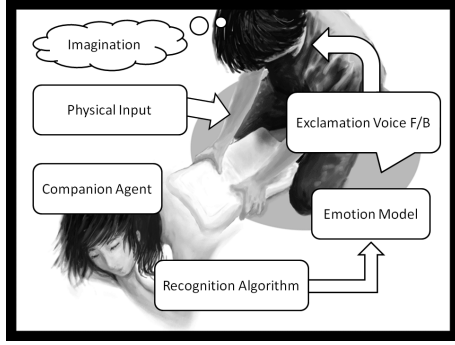 Imagination
Physical Input
Exclamation Voice F/B
Companion Agent
Emotion Model
Recognition Algorithm